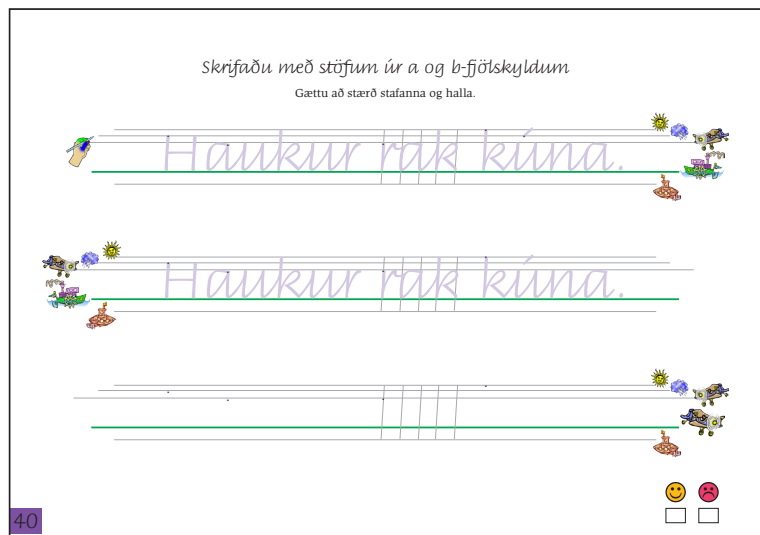 Skrifaðu með stöfum úr a og b-fjölskyldum
Gættu að stærð stafanna og halla.
Haukur rak kúna.
Haukur rak kúna.
40